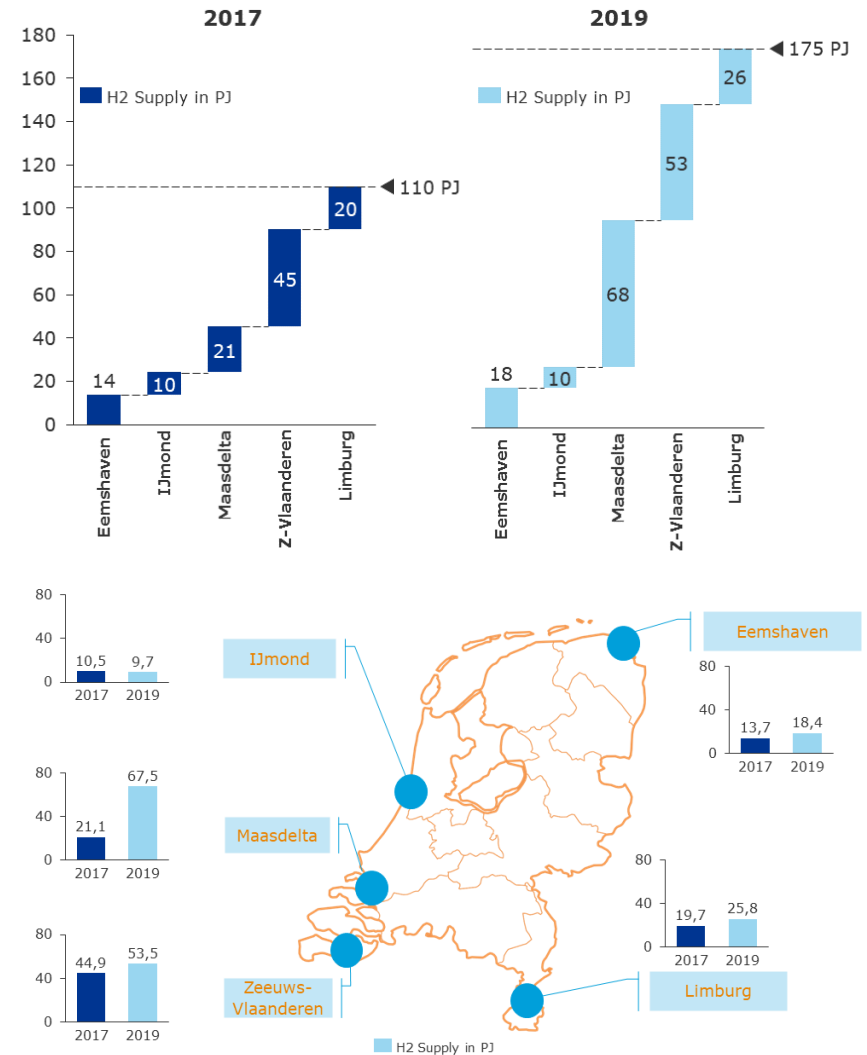 2017
180
160
140
120
100
80
60
40
20
0
H2 Supply in PJ
110 PJ
14
10
21
45
20
Eemshaven
IJmond
Maasdelta
Z-Vlaanderen
Limburg
2019
H2 Supply in PJ
175 PJ
18
10
68
53
26
Eemshaven
IJmond
Maasdelta
Z-Vlaanderen
Limburg
80
40
0
10,5
9,7
2017
2019
IJmond
80
40
0
21,1
67,5
2017
2019
Maasdelta
80
40
0
44,9
53,5
2017
2019
Zeeuws-
Vlaanderen
Eemshaven
80
40
0
13,7
18,4
2017
2019
80
40
0
19,7
25,8
2017
2019
Limburg
H2 Supply in PJ